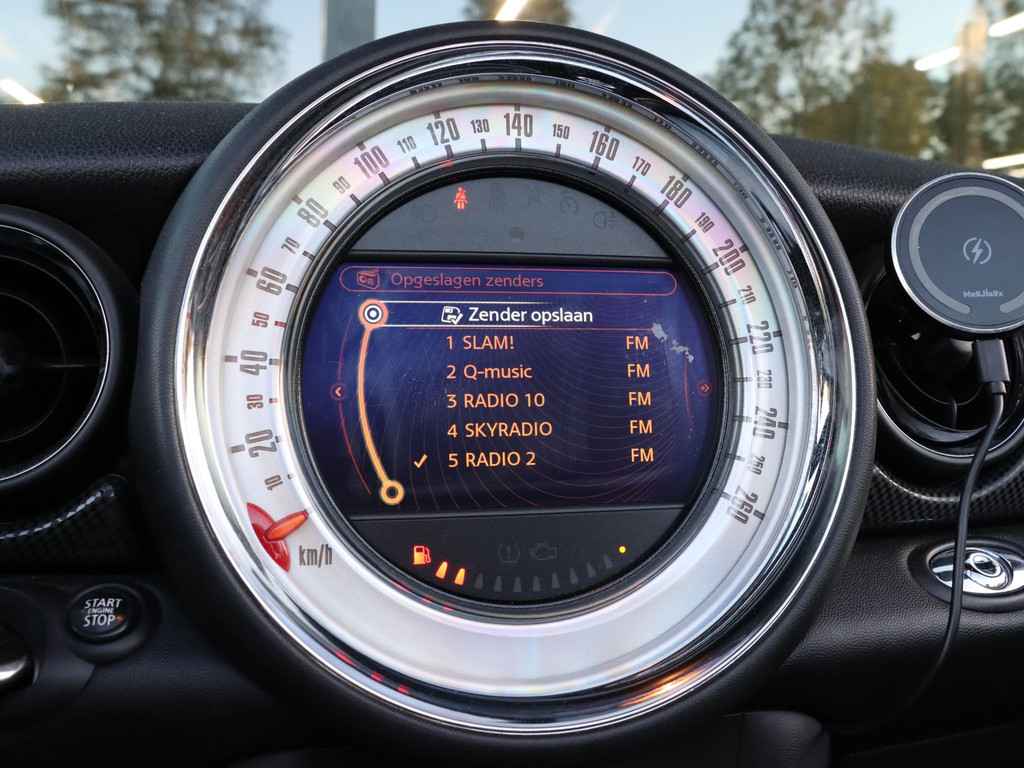 10
20
30
40
50
60
70
80
90
100
110
120
130
140
150
160
170
180
190
200
210
220
230
240
250
260
km/h
Opgeslagen zenders
Zender opslaan
1 SLAM! FM
2 Q-music FM
3 RADIO 10 FM
4 SKYRADIO FM
✓ 5 RADIO 2 FM
START
ENGINE
STOP